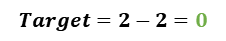 Target = 2 − 2 = 0